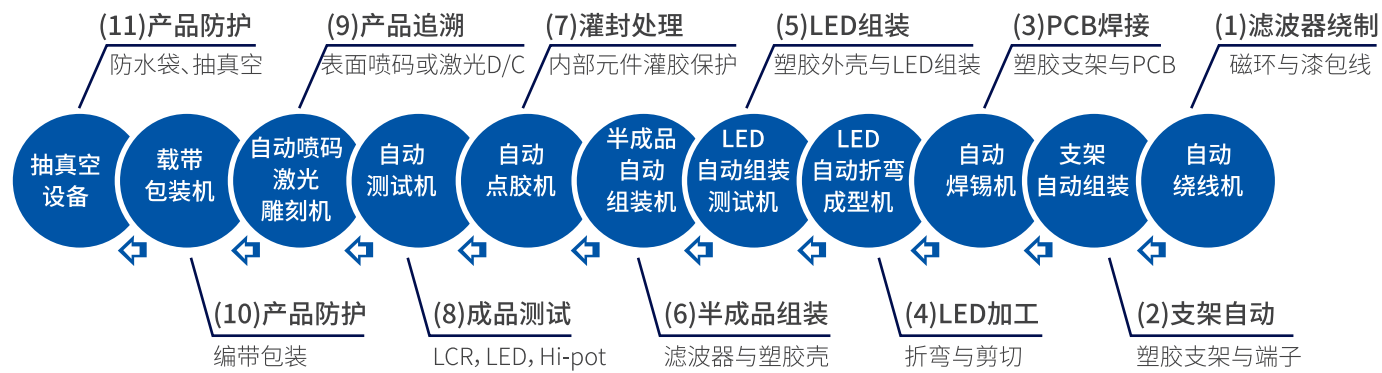 (11)产品防护
防水袋、抽真空
(9)产品追溯
表面喷码或激光D/C
(7)灌封处理
内部元件灌胶保护
(5)LED组装
塑胶外壳与LED组装
(3)PCB焊接
塑胶支架与PCB
(1)滤波器绕制
磁环与漆包线
抽真空
设备
载带
包装机
自动喷码
激光
雕刻机
自动
测试机
自动
点胶机
半成品
自动
组装机
LED
自动组装
测试机
LED
自动折弯
成型机
自动
焊锡机
支架
自动组装
自动
绕线机
(10)产品防护
编带包装
(8)成品测试
LCR, LED, Hi-pot
(6)半成品组装
滤波器与塑胶壳
(4)LED加工
折弯与剪切
(2)支架自动
塑胶支架与端子